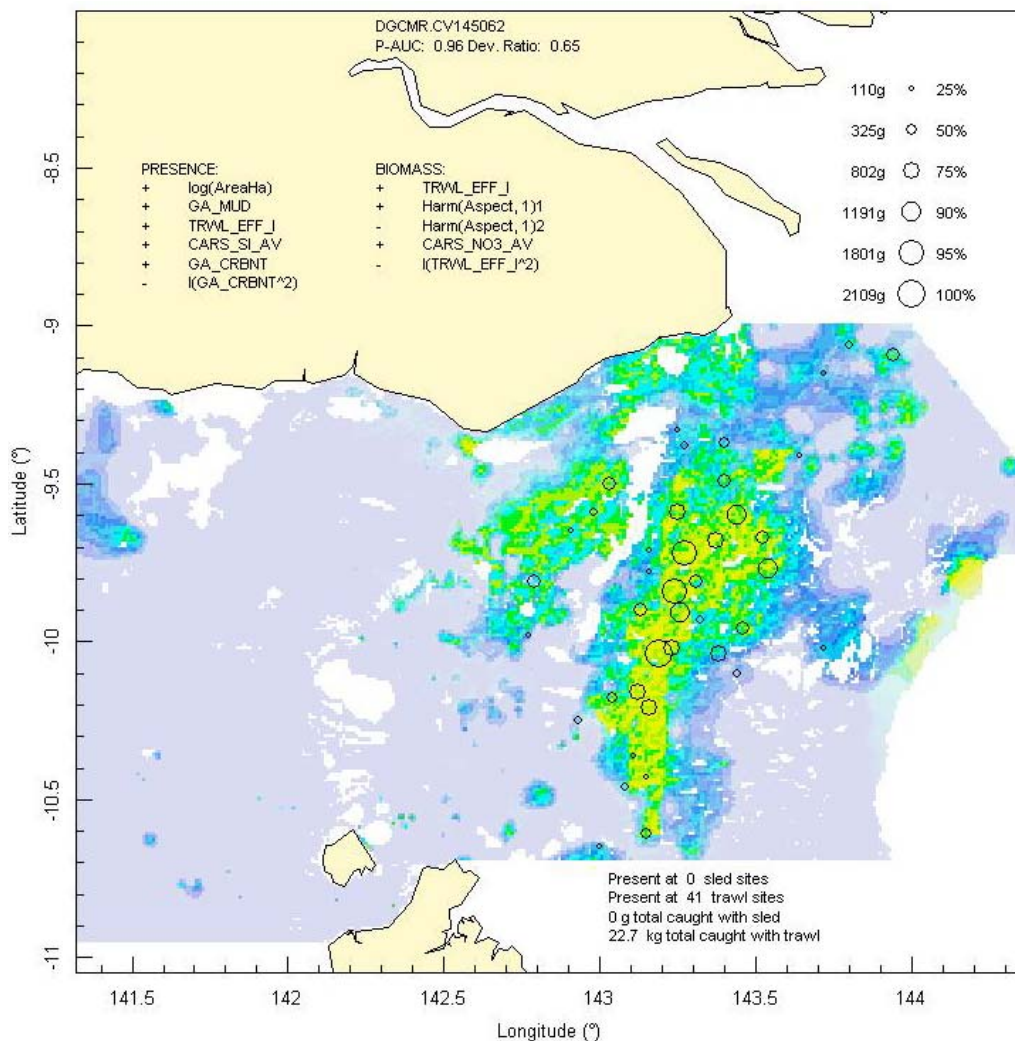 DGCMR.CV145062
P-AUC: 0.96 Dev. Ratio: 0.65
110g 25%
325g 50%
802g 75%
1191g 90%
1801g 95%
2109g 100%
PRESENCE:
+ log(AreaHa)
+ GA_MUD
+ TRWL_EFF_I
+ CARS_SI_AV
+ GA_CRBNT
- I(GA_CRBNT^2)
BIOMASS:
+ TRWL_EFF_I
+ Harm(Aspect, 1)1
- Harm(Aspect, 1)2
+ CARS_NO3_AV
- I(TRWL_EFF_I^2)
Present at 0 sled sites
Present at 41 trawl sites
0 g total caught with sled
22.7 kg total caught with trawl
Latitude (°)
-8.5
-9
-9.5
-10
-10.5
-11
141.5 142 142.5 143 143.5 144
Longitude (°)